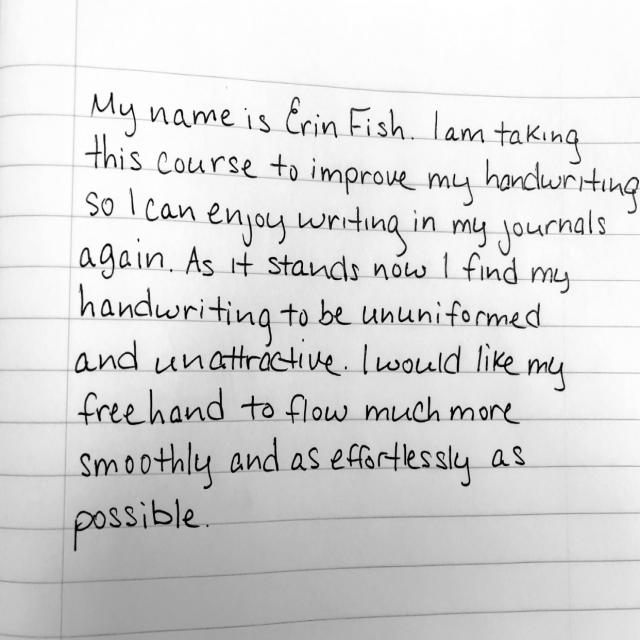 My name is Erin Fish. I am taking
this course to improve my handwriting
so I can enjoy writing in my journals
again. As it stands now I find my
handwriting to be ununiformed
and unattractive. I would like my
freehand to flow much more
smoothly and as effortlessly as
possible.